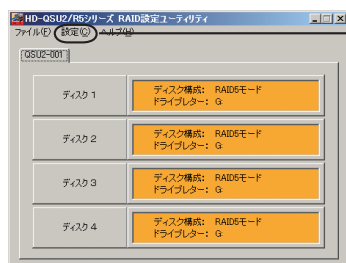 HD-QSU2/R5シリーズ RAID設定ユーティリティ
ファイル(F) 設定(C) ヘルプ(H)
QSU2-001
ディスク 1
ディスク構成: RAID5モード
ドライブレター: G:
ディスク 2
ディスク構成: RAID5モード
ドライブレター: G:
ディスク 3
ディスク構成: RAID5モード
ドライブレター: G:
ディスク 4
ディスク構成: RAID5モード
ドライブレター: G: